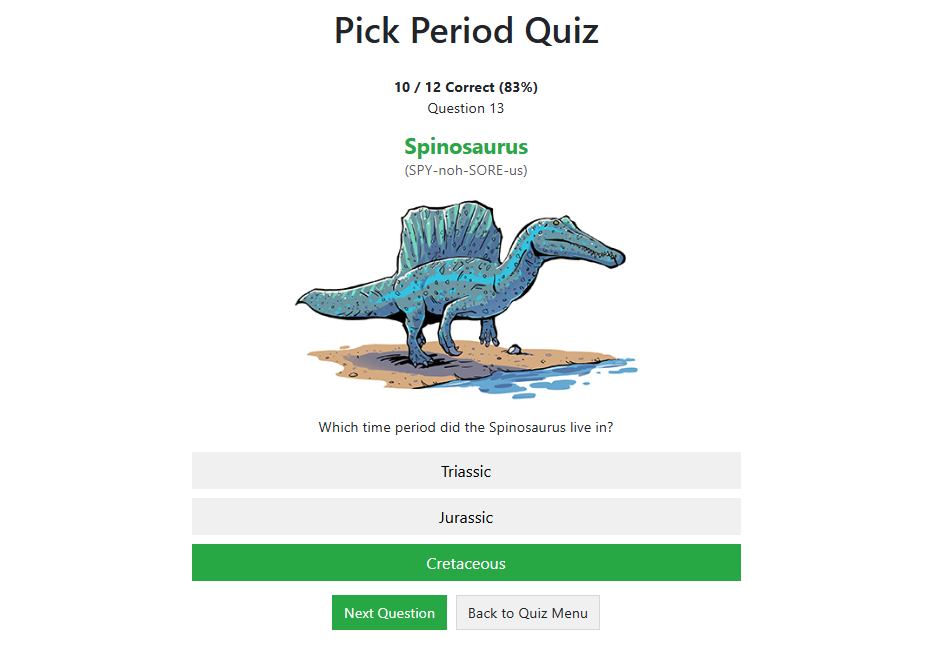 Pick Period Quiz
10 / 12 Correct (83%)
Question 13
Spinosaurus
(SPY-noh-SORE-us)
Which time period did the Spinosaurus live in?
Triassic
Jurassic
Cretaceous
Next Question
Back to Quiz Menu